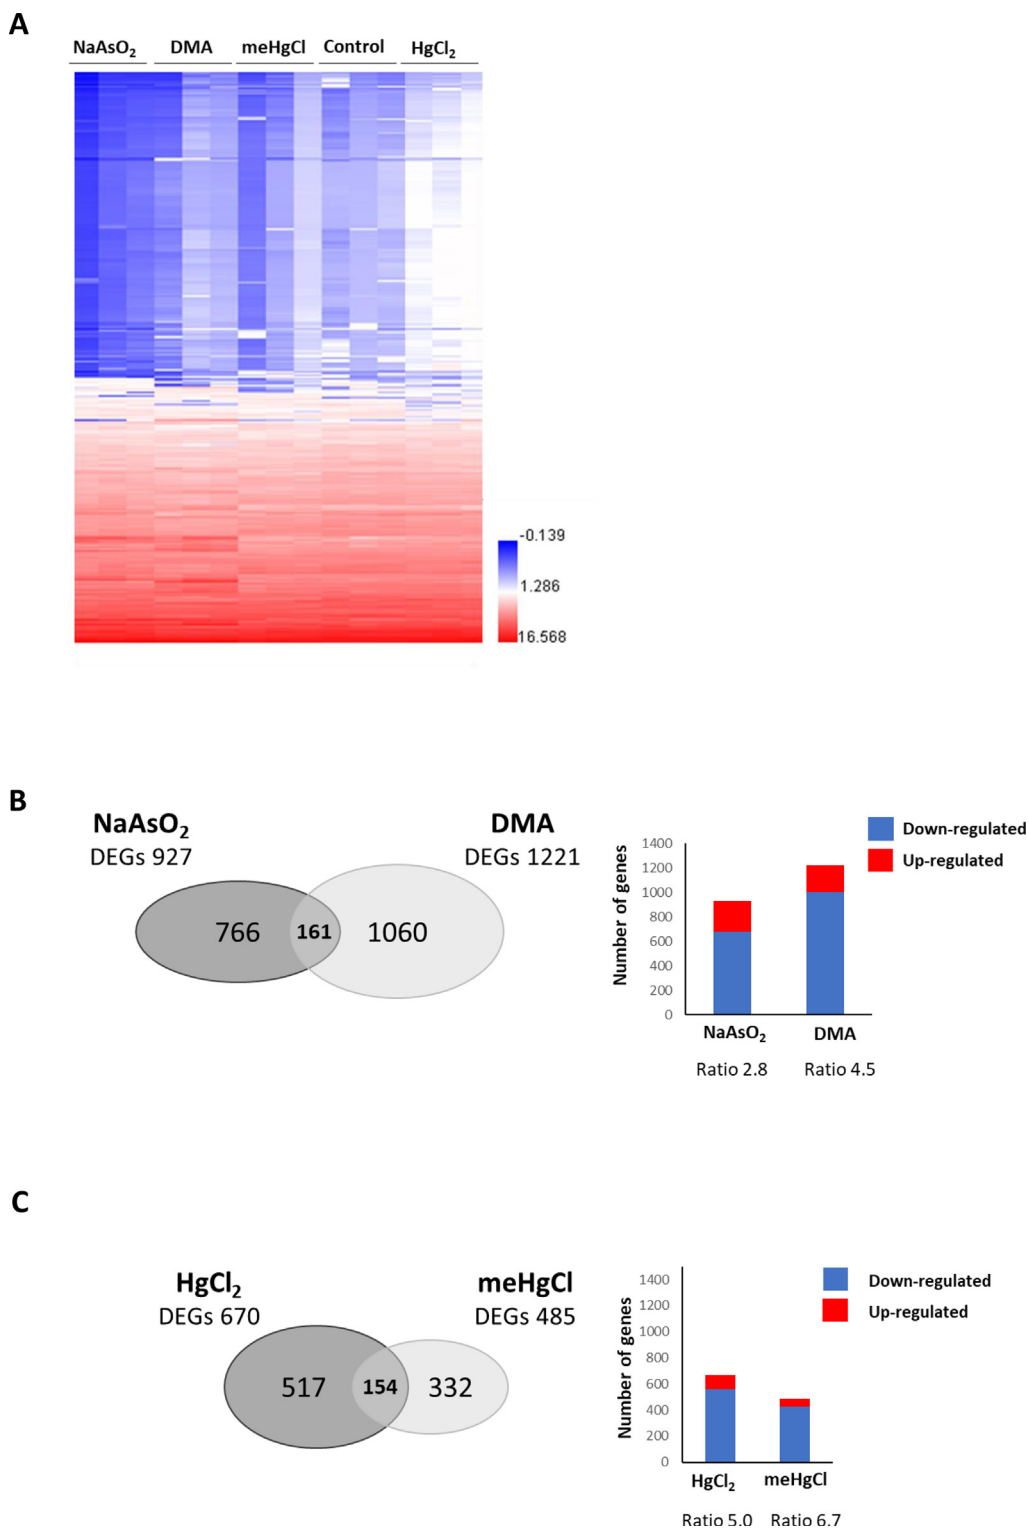 A
NaAsO₂ DMA meHgCl Control HgCl₂
-0.139
1.286
16.568
B
NaAsO₂
DEGs 927
DMA
DEGs 1221
766 161 1060
Down-regulated
Up-regulated
Number of genes
1400
1200
1000
800
600
400
200
0
NaAsO₂ DMA
Ratio 2.8 Ratio 4.5
C
HgCl₂
DEGs 670
meHgCl
DEGs 485
517 154 332
Down-regulated
Up-regulated
Number of genes
1400
1200
1000
800
600
400
200
0
HgCl₂ meHgCl
Ratio 5.0 Ratio 6.7